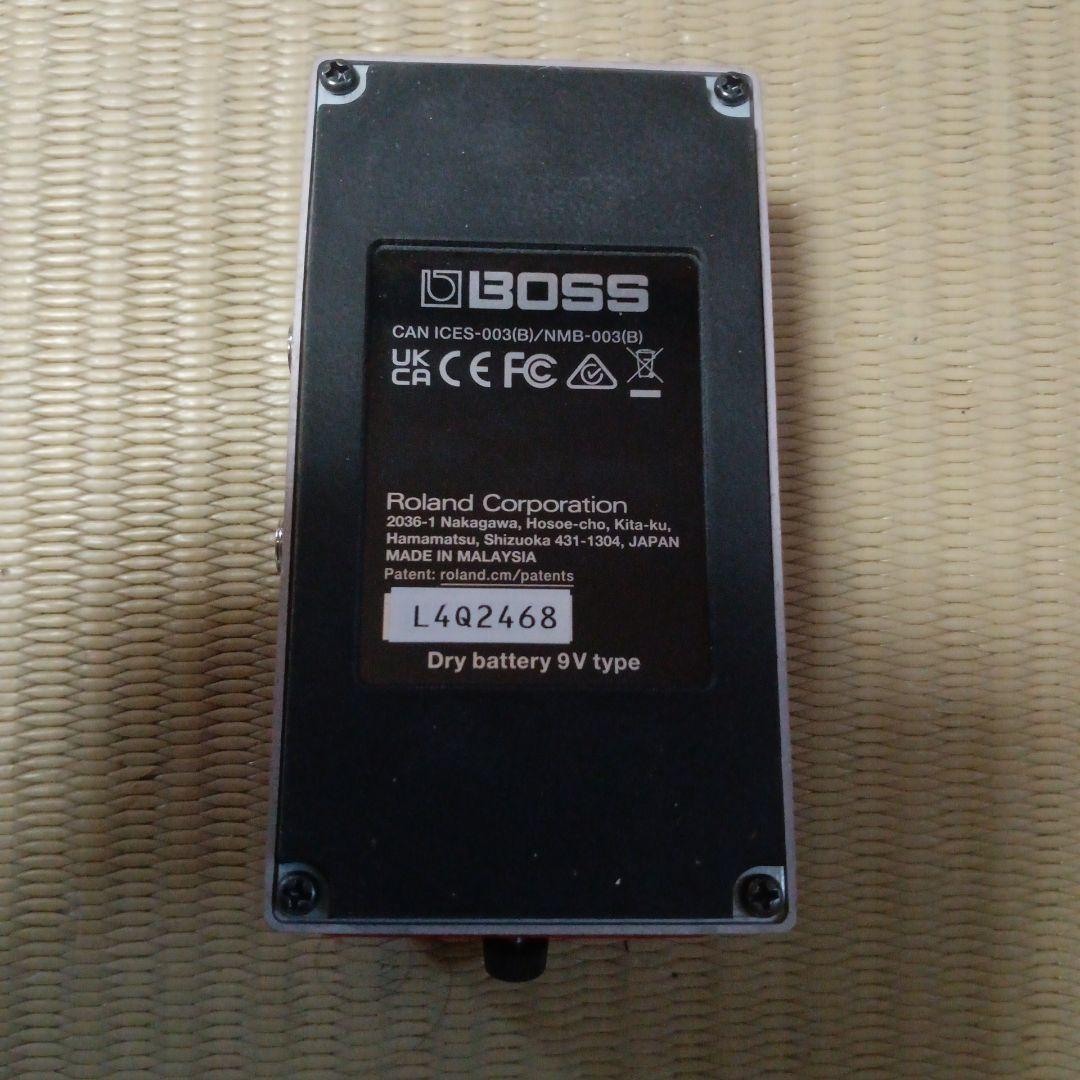 BOSS
CAN ICES-003(B)/NMB-003(B)
UK CA CE FC
Roland Corporation
2036-1 Nakagawa, Hosoe-cho, Kita-ku,
Hamamatsu, Shizuoka 431-1304, JAPAN
MADE IN MALAYSIA
Patent: roland.cm/patents
L4Q2468
Dry battery 9V type